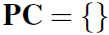 PC = {}